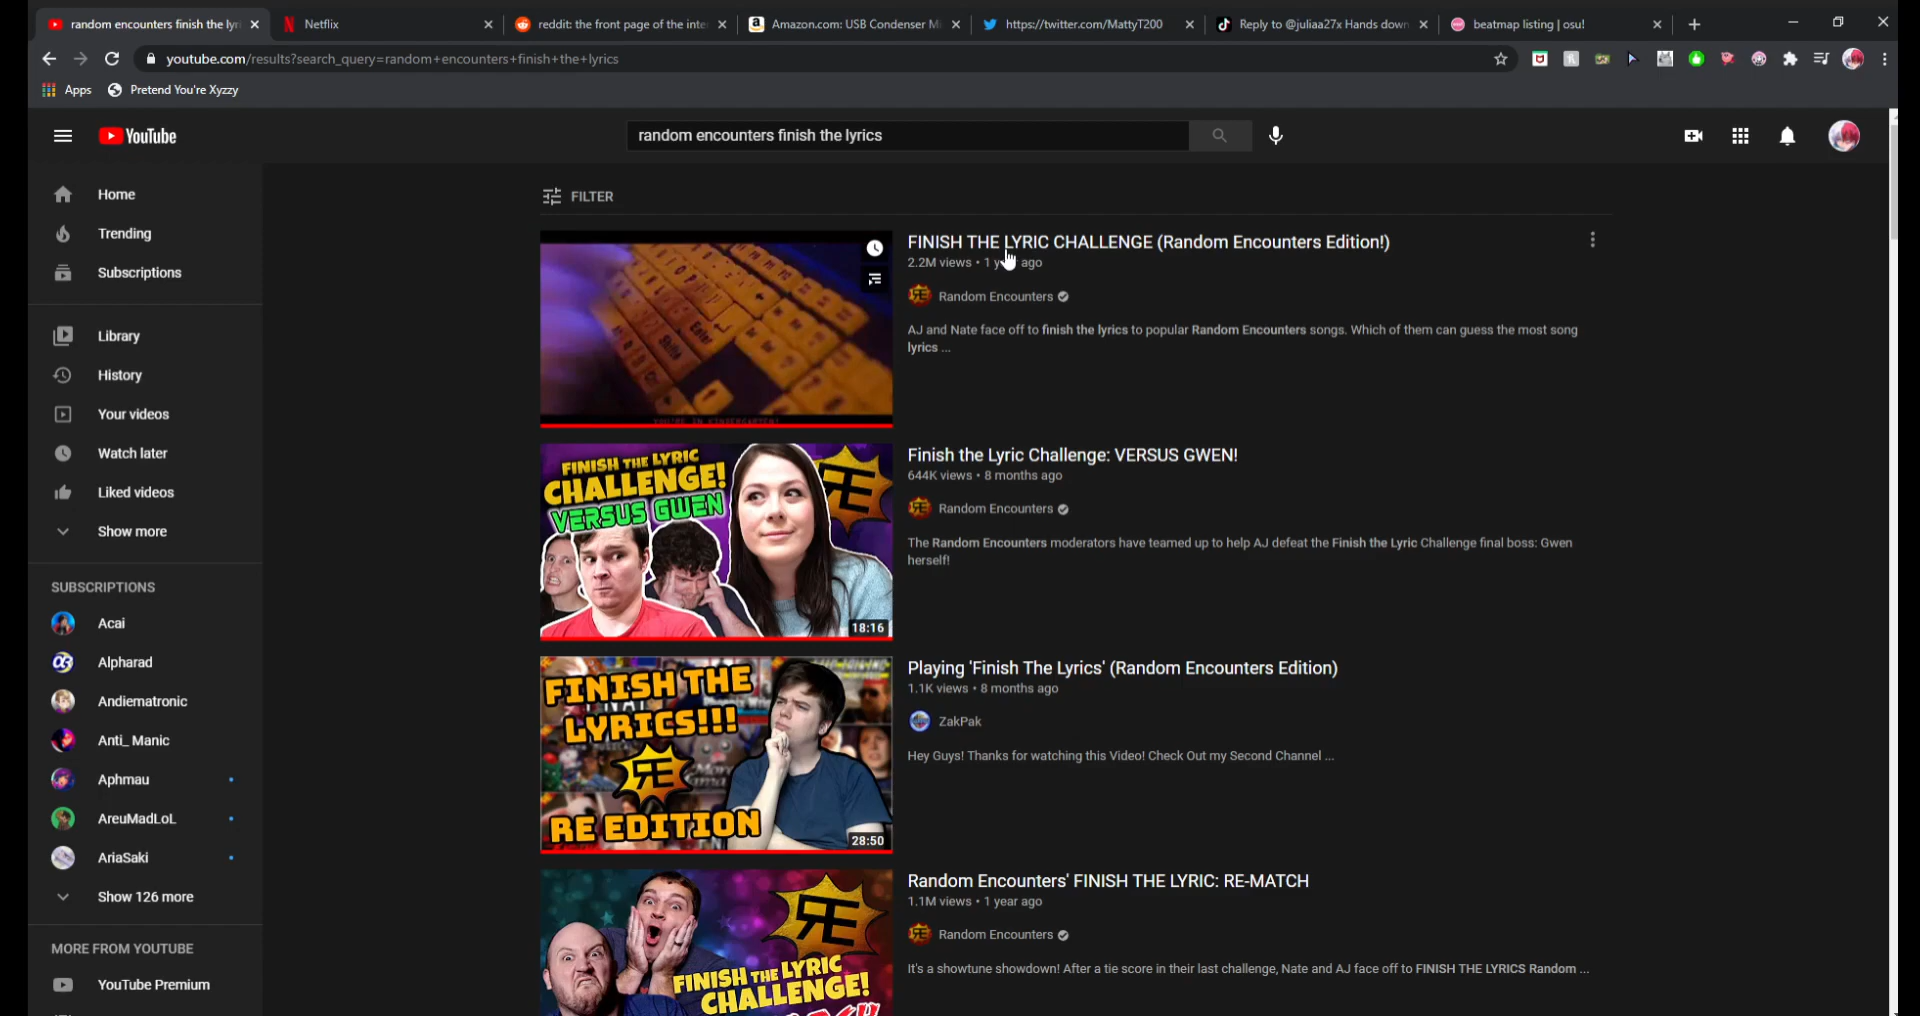 random encounters finish the lyri
Netflix
reddit: the front page of the inte
Amazon.com: USB Condenser Mi
https://twitter.com/MattyT200
Reply to @juliaa27x Hands down
beatmap listing | osu!
youtube.com/results?search_query=random+encounters+finish+the+lyrics
Apps
Pretend You're Xyzzy
YouTube
random encounters finish the lyrics
Home
Trending
Subscriptions
Library
History
Your videos
Watch later
Liked videos
Show more
SUBSCRIPTIONS
Acai
Alpharad
Andiematronic
Anti_Manic
Aphmau
AreuMadLoL
AriaSaki
Show 126 more
MORE FROM YOUTUBE
YouTube Premium
FILTER
Enter
Shift
YOU'RE IN KINDERGARTEN!
FINISH THE LYRIC CHALLENGE (Random Encounters Edition!)
2.2M views • 1 ye ago
Random Encounters
AJ and Nate face off to finish the lyrics to popular Random Encounters songs. Which of them can guess the most song
lyrics ...
FINISH THE LYRIC
CHALLENGE!
VERSUS GWEN
RE
18:16
Finish the Lyric Challenge: VERSUS GWEN!
644K views • 8 months ago
Random Encounters
The Random Encounters moderators have teamed up to help AJ defeat the Finish the Lyric Challenge final boss: Gwen
herself!
FINISH THE
LYRICS!!!
RE
RE EDITION
28:50
Playing 'Finish The Lyrics' (Random Encounters Edition)
1.1K views • 8 months ago
ZakPak
Hey Guys! Thanks for watching this Video! Check Out my Second Channel ...
RE
FINISH THE LYRIC
CHALLENGE!
Random Encounters' FINISH THE LYRIC: RE-MATCH
1.1M views • 1 year ago
Random Encounters
It's a showtune showdown! After a tie score in their last challenge, Nate and AJ face off to FINISH THE LYRICS Random ...